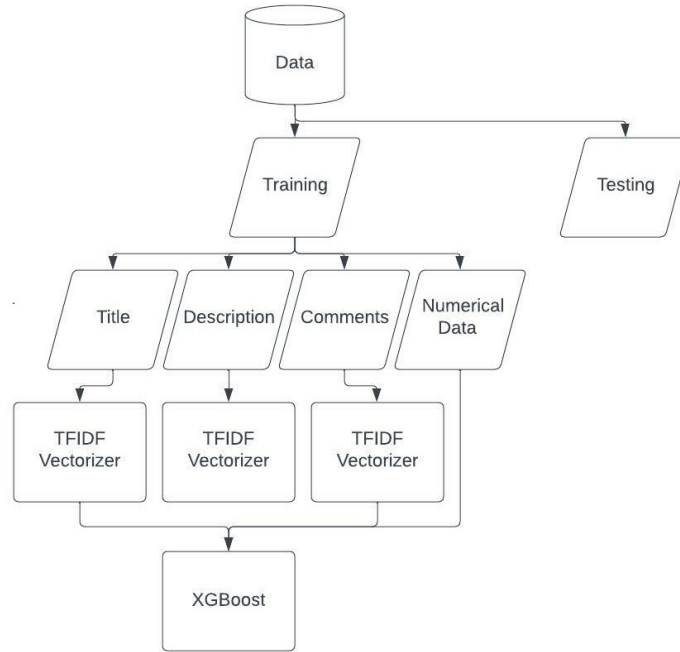 Data
Training
Testing
Title
Description
Comments
Numerical
Data
TFIDF
Vectorizer
TFIDF
Vectorizer
TFIDF
Vectorizer
XGBoost